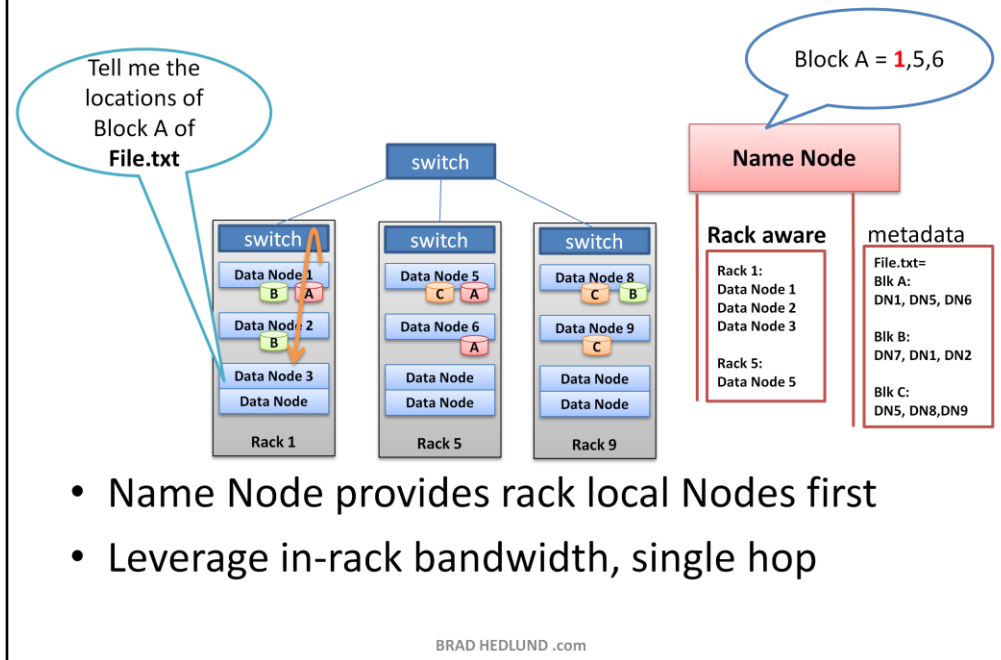 Tell me the
locations of
Block A of
File.txt
Block A = 1,5,6
switch
Name Node
switch
Data Node 1
B A
Data Node 2
B
Data Node 3
Data Node
Rack 1
switch
Data Node 5
C A
Data Node 6
A
Data Node
Data Node
Rack 5
switch
Data Node 8
C B
Data Node 9
C
Data Node
Data Node
Rack 9
Rack aware
Rack 1:
Data Node 1
Data Node 2
Data Node 3
Rack 5:
Data Node 5
metadata
File.txt=
Blk A:
DN1, DN5, DN6
Blk B:
DN7, DN1, DN2
Blk C:
DN5, DN8,DN9
• Name Node provides rack local Nodes first
• Leverage in-rack bandwidth, single hop
BRAD HEDLUND .com